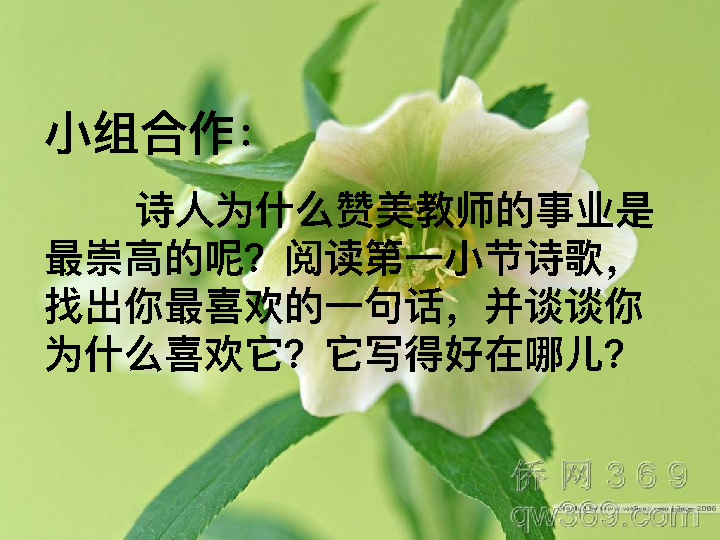 小组合作：
诗人为什么赞美教师的事业是
最崇高的呢？阅读第一小节诗歌，
找出你最喜欢的一句话，并谈谈你
为什么喜欢它？它写得好在哪儿？
侨网369
qw369.com